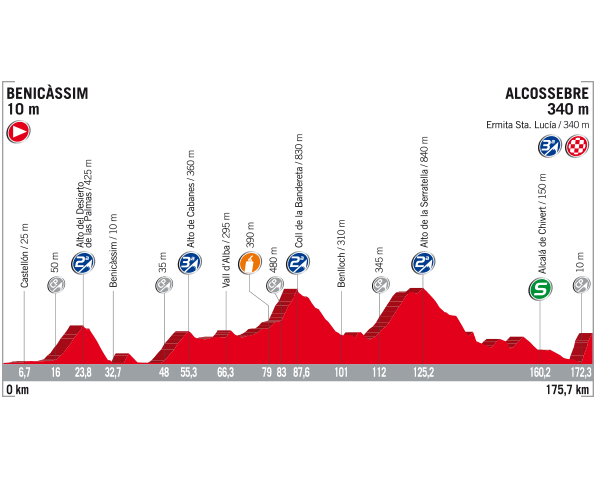 BENICÀSSIM
10 m
ALCOSSEBRE
340 m
Ermita Sta. Lucía / 340 m
3ª
Castellón / 25 m
50 m
Alto del Desierto
de las Palmas / 425 m
2ª
Benicàssim / 10 m
35 m
Alto de Cabanes / 360 m
3ª
Vall d'Alba / 295 m
390 m
480 m
Coll de la Bandereta / 830 m
2ª
Benlloch / 310 m
345 m
Alto de la Serratella / 840 m
2ª
Alcalá de Chivert / 150 m
S
10 m
6,7
16
23,8
32,7
48
55,3
66,3
79
83
87,6
101
112
125,2
160,2
172,3
0 km
175,7 km